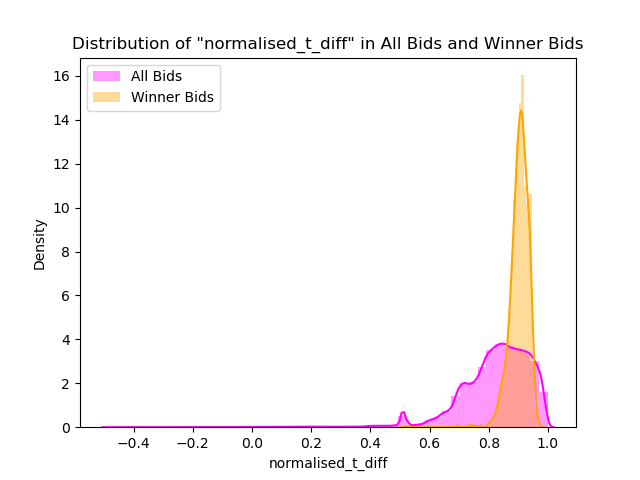 Distribution of "normalised_t_diff" in All Bids and Winner Bids
All Bids
Winner Bids
16
14
12
10
8
6
4
2
0
Density
−0.4 −0.2 0.0 0.2 0.4 0.6 0.8 1.0
normalised_t_diff